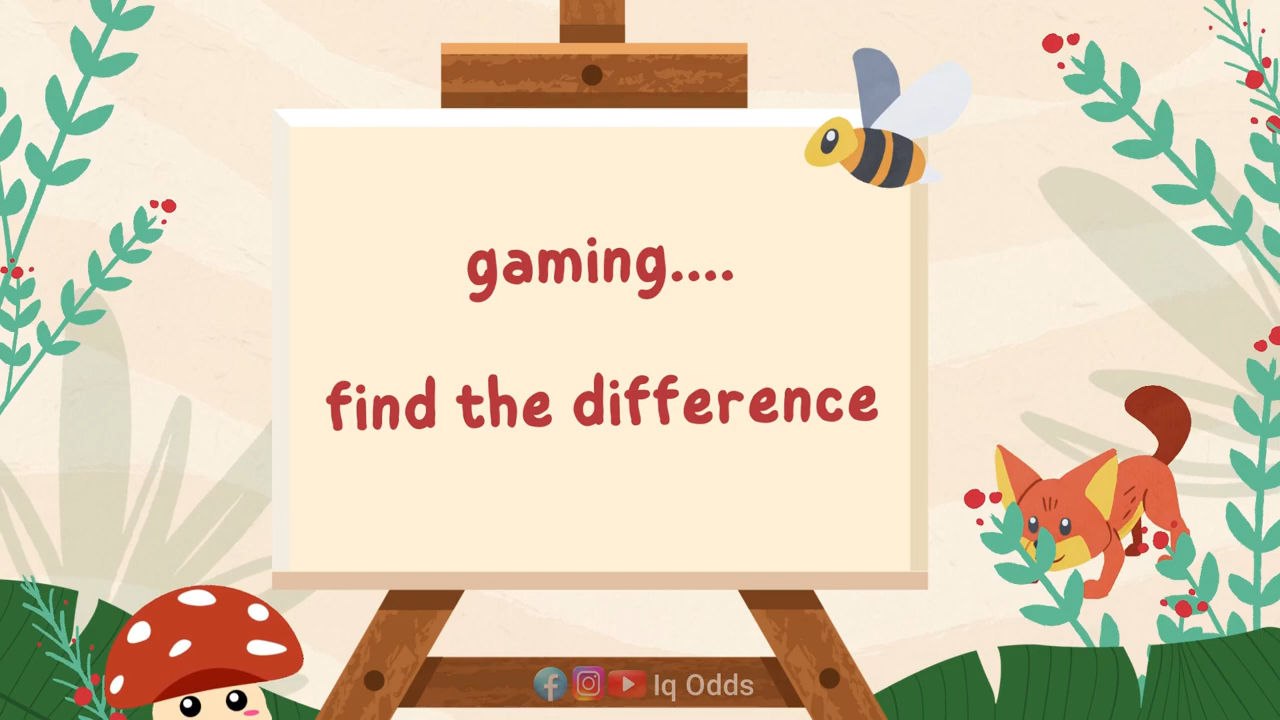 gaming....
find the difference
Iq Odds